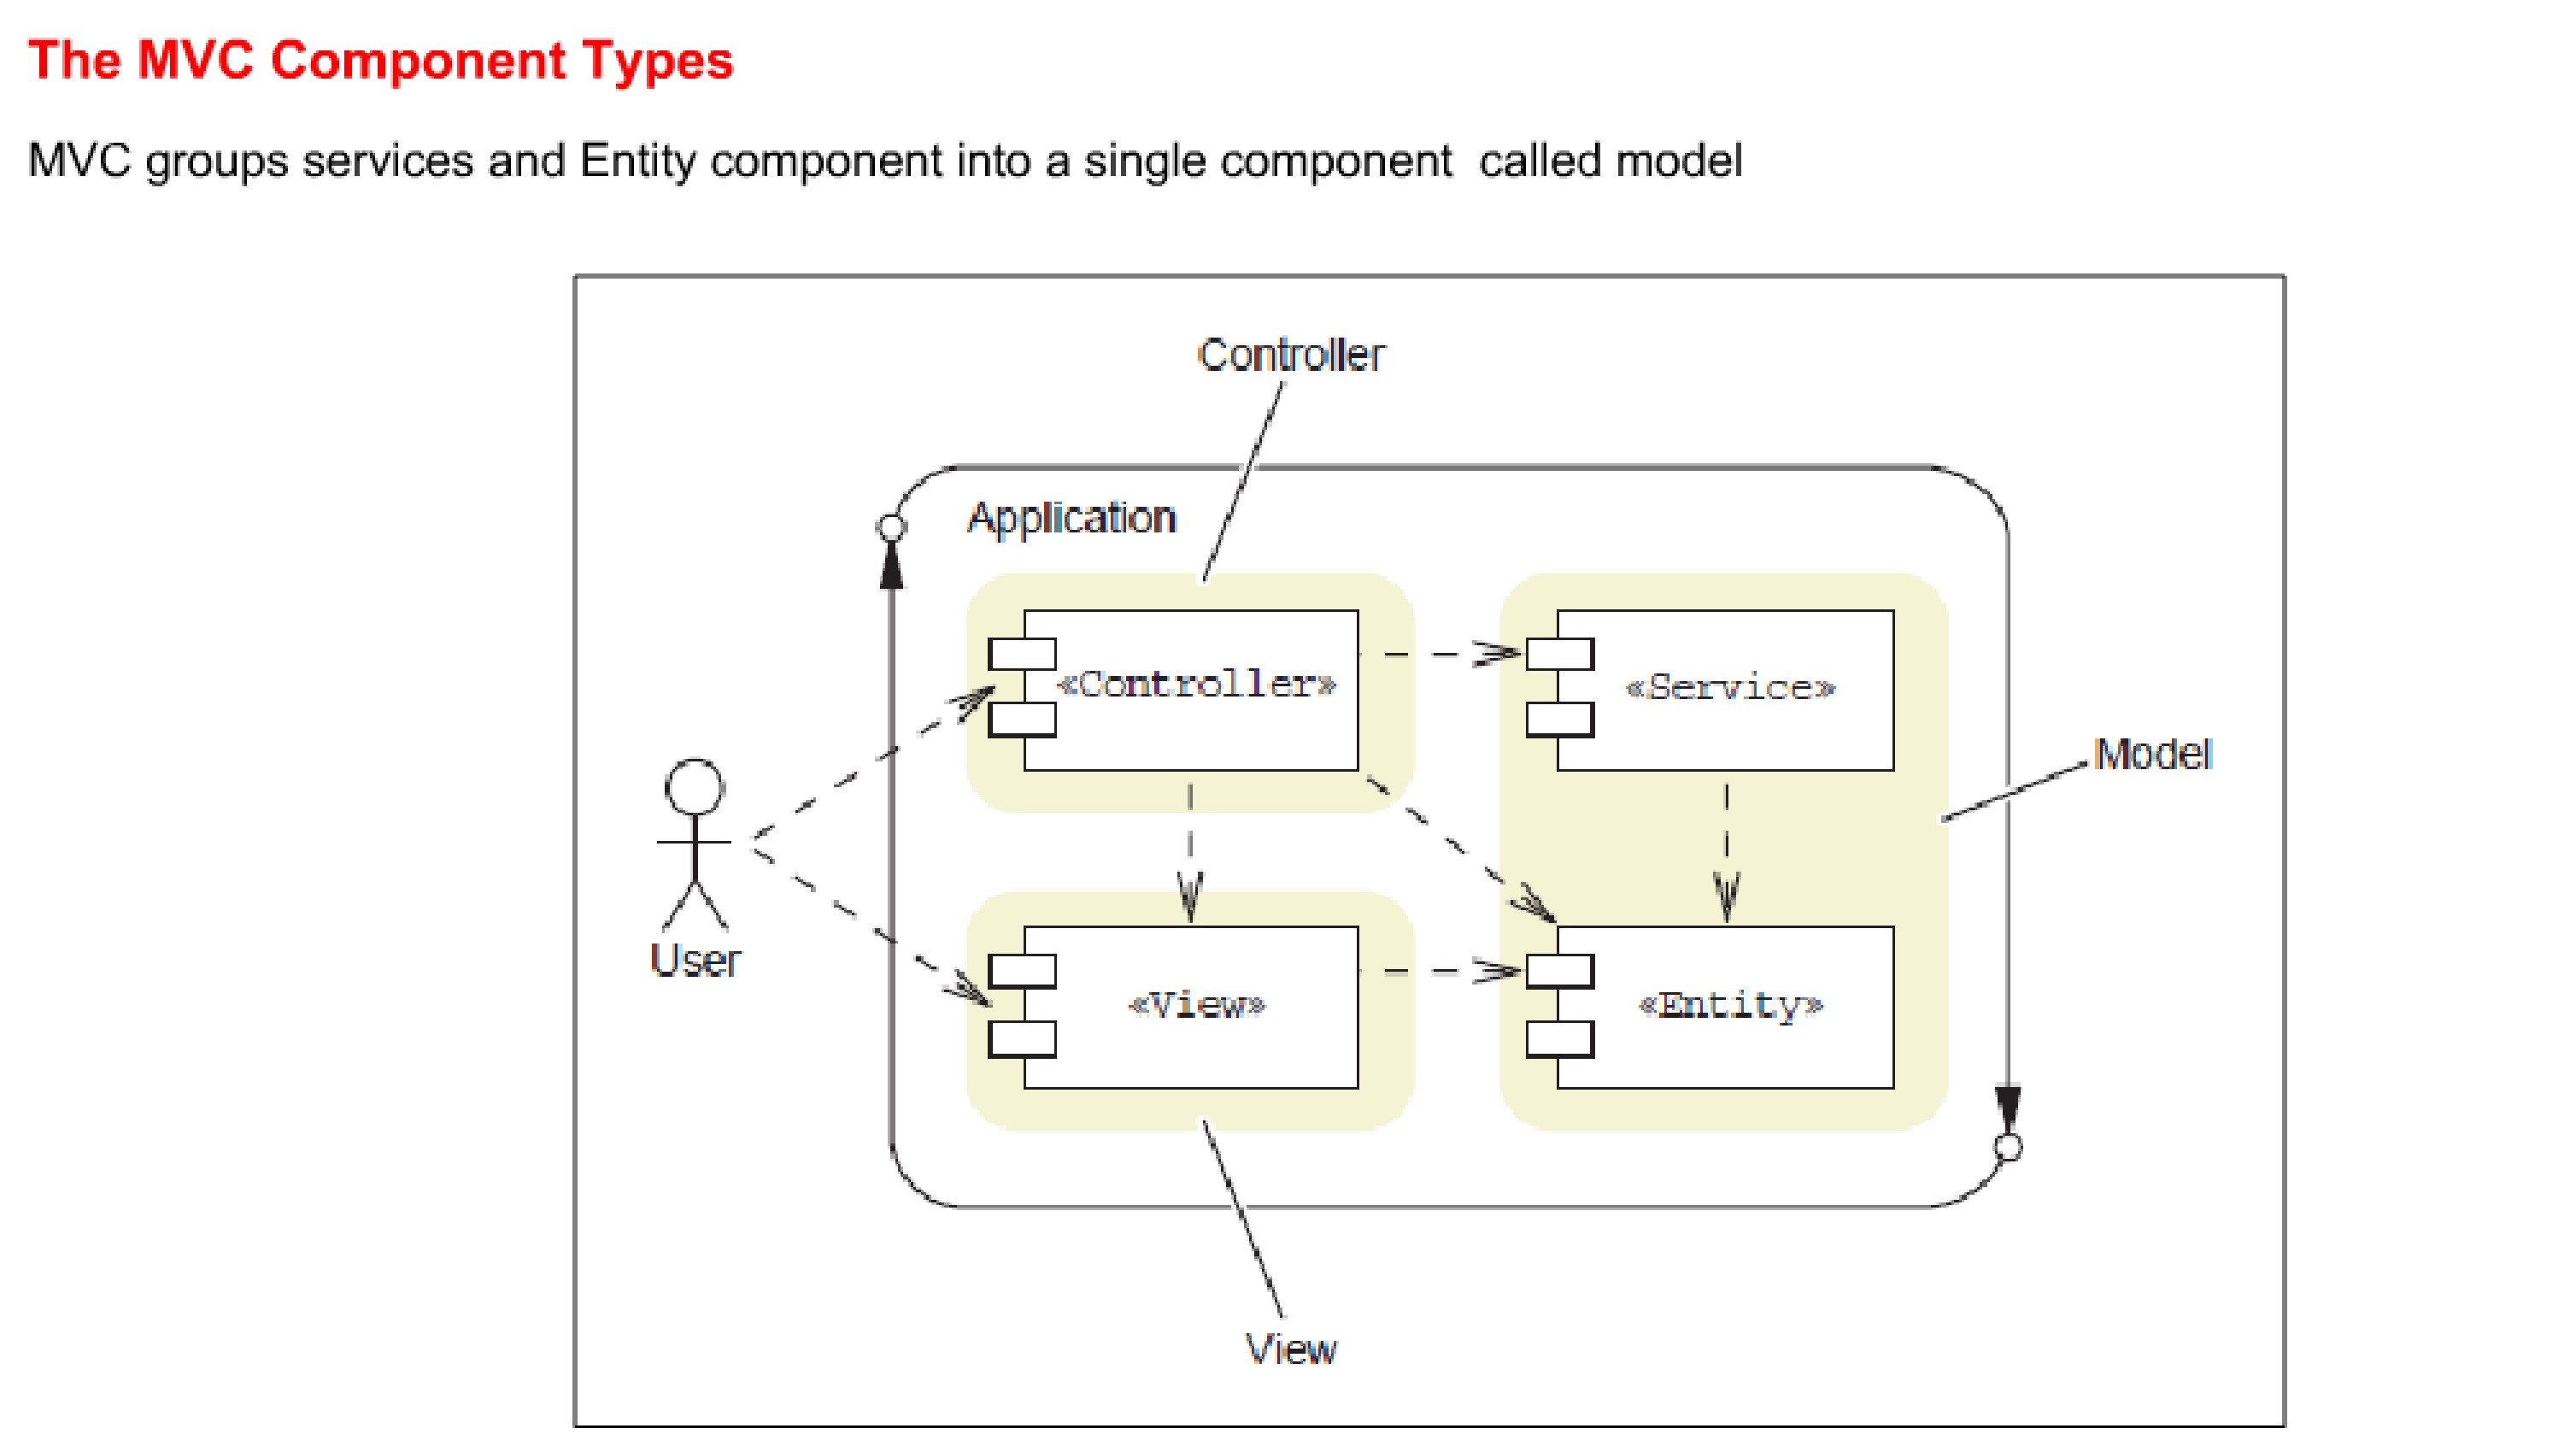 The MVC Component Types
MVC groups services and Entity component into a single component called model
Controller
Application
«Controller»
«Service»
Model
User
«View»
«Entity»
View